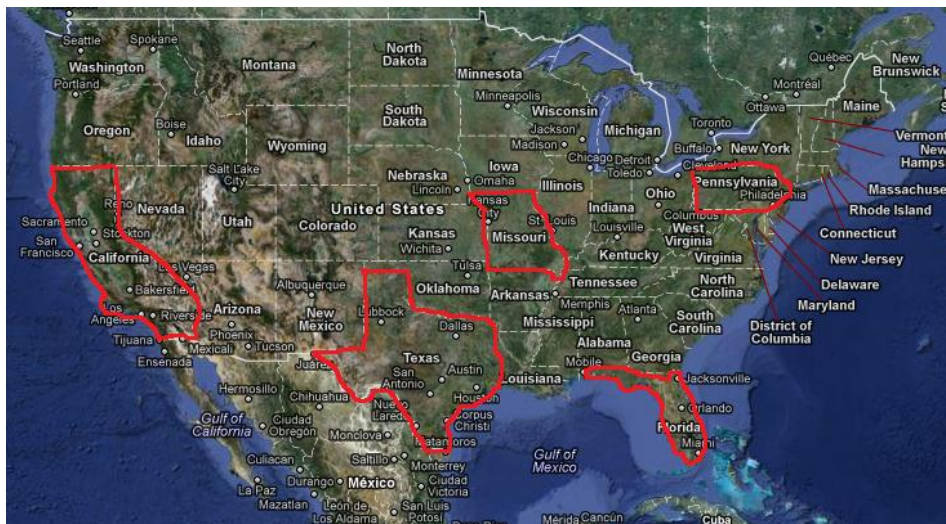 Seattle
Spokane
Washington
Portland
Montana
North
Dakota
Minnesota
Québec
New
Brunswick
Montréal
Ottawa
Maine
Oregon
Boise
Idaho
South
Dakota
Minneapolis
Wisconsin
Michigan
Toronto
Vermont
Wyoming
Jackson
Madison
Buffalo
New York
New
Hamps
Salt Lake
City
Nebraska
Iowa
Omaha
Lincoln
Chicago
Detroit
Toledo
Cleveland
Pennsylvania
Philadelphia
Massachuse
Rhode Island
Connecticut
New Jersey
Delaware
Maryland
District of
Columbia
Reno
Nevada
Utah
United States
Colorado
Kansas
City
Illinois
Indiana
Ohio
Columbus
West
Virginia
Virginia
Sacramento
Stockton
San
Francisco
California
Kansas
Wichita
St-Louis
Missouri
Louisville
Kentucky
Las Vegas
Bakersfield
Los
Angeles
Riverside
Arizona
Albuquerque
New
Mexico
Tulsa
Oklahoma
Arkansas
Tennessee
Memphis
North
Carolina
South
Carolina
Tijuana
Mexicali
Ensenada
Phoenix
Tucson
Lubbock
Dallas
Mississippi
Atlanta
Alabama
Georgia
Juárez
Texas
San
Antonio
Austin
Houston
Louisiana
Mobile
Jacksonville
Orlando
Florida
Miami
Hermosillo
Chihuahua
Nuevo
Laredo
Corpus
Christi
Gulf of
California
Ciudad
Obregón
Monclova
Matamoros
Gulf of
Mexico
Culiacan
Saltillo
Monterrey
La Paz
Durango
México
Ciudad
Victoria
Mazatlan
León de
Los Aldama
San Luis
Potosí
Mérida
Cancún
Cuba